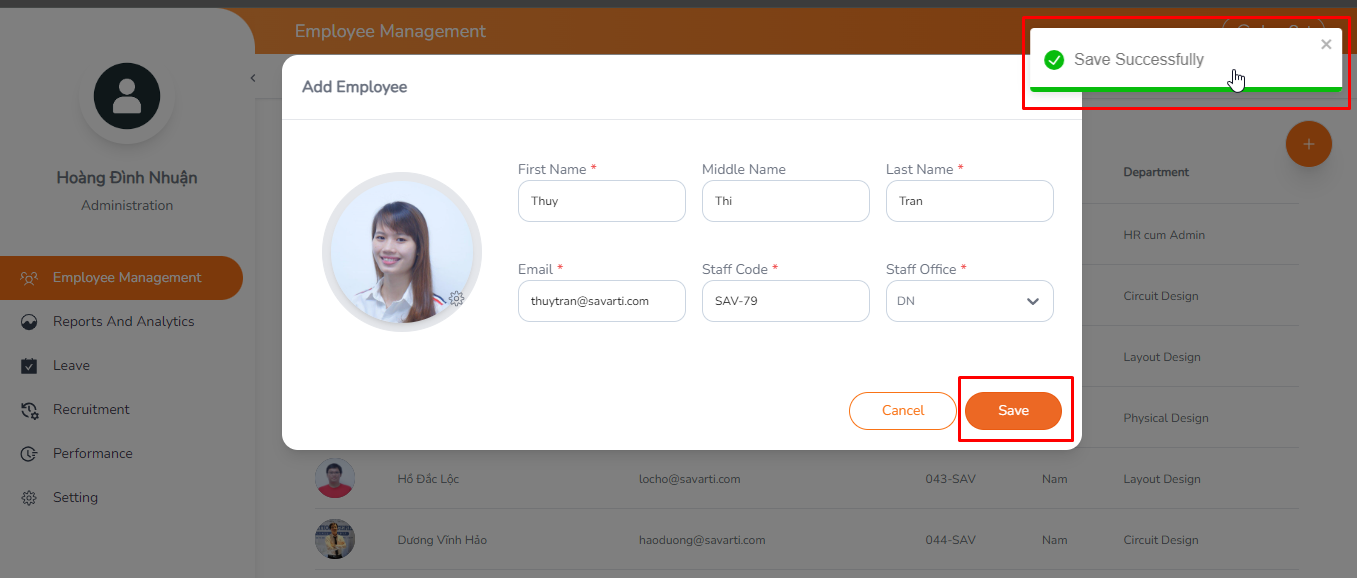 Employee Management
Save Successfully
Add Employee
Hoàng Đình Nhuận
Administration
Employee Management
Reports And Analytics
Leave
Recruitment
Performance
Setting
First Name *
Middle Name
Last Name *
Thuy
Thi
Tran
Email *
Staff Code *
Staff Office *
thuytran@savarti.com
SAV-79
DN
Cancel
Save
Department
HR cum Admin
Circuit Design
Layout Design
Physical Design
Hồ Đắc Lộc locho@savarti.com 043-SAV Nam Layout Design
Dương Vĩnh Hảo haoduong@savarti.com 044-SAV Nam Circuit Design